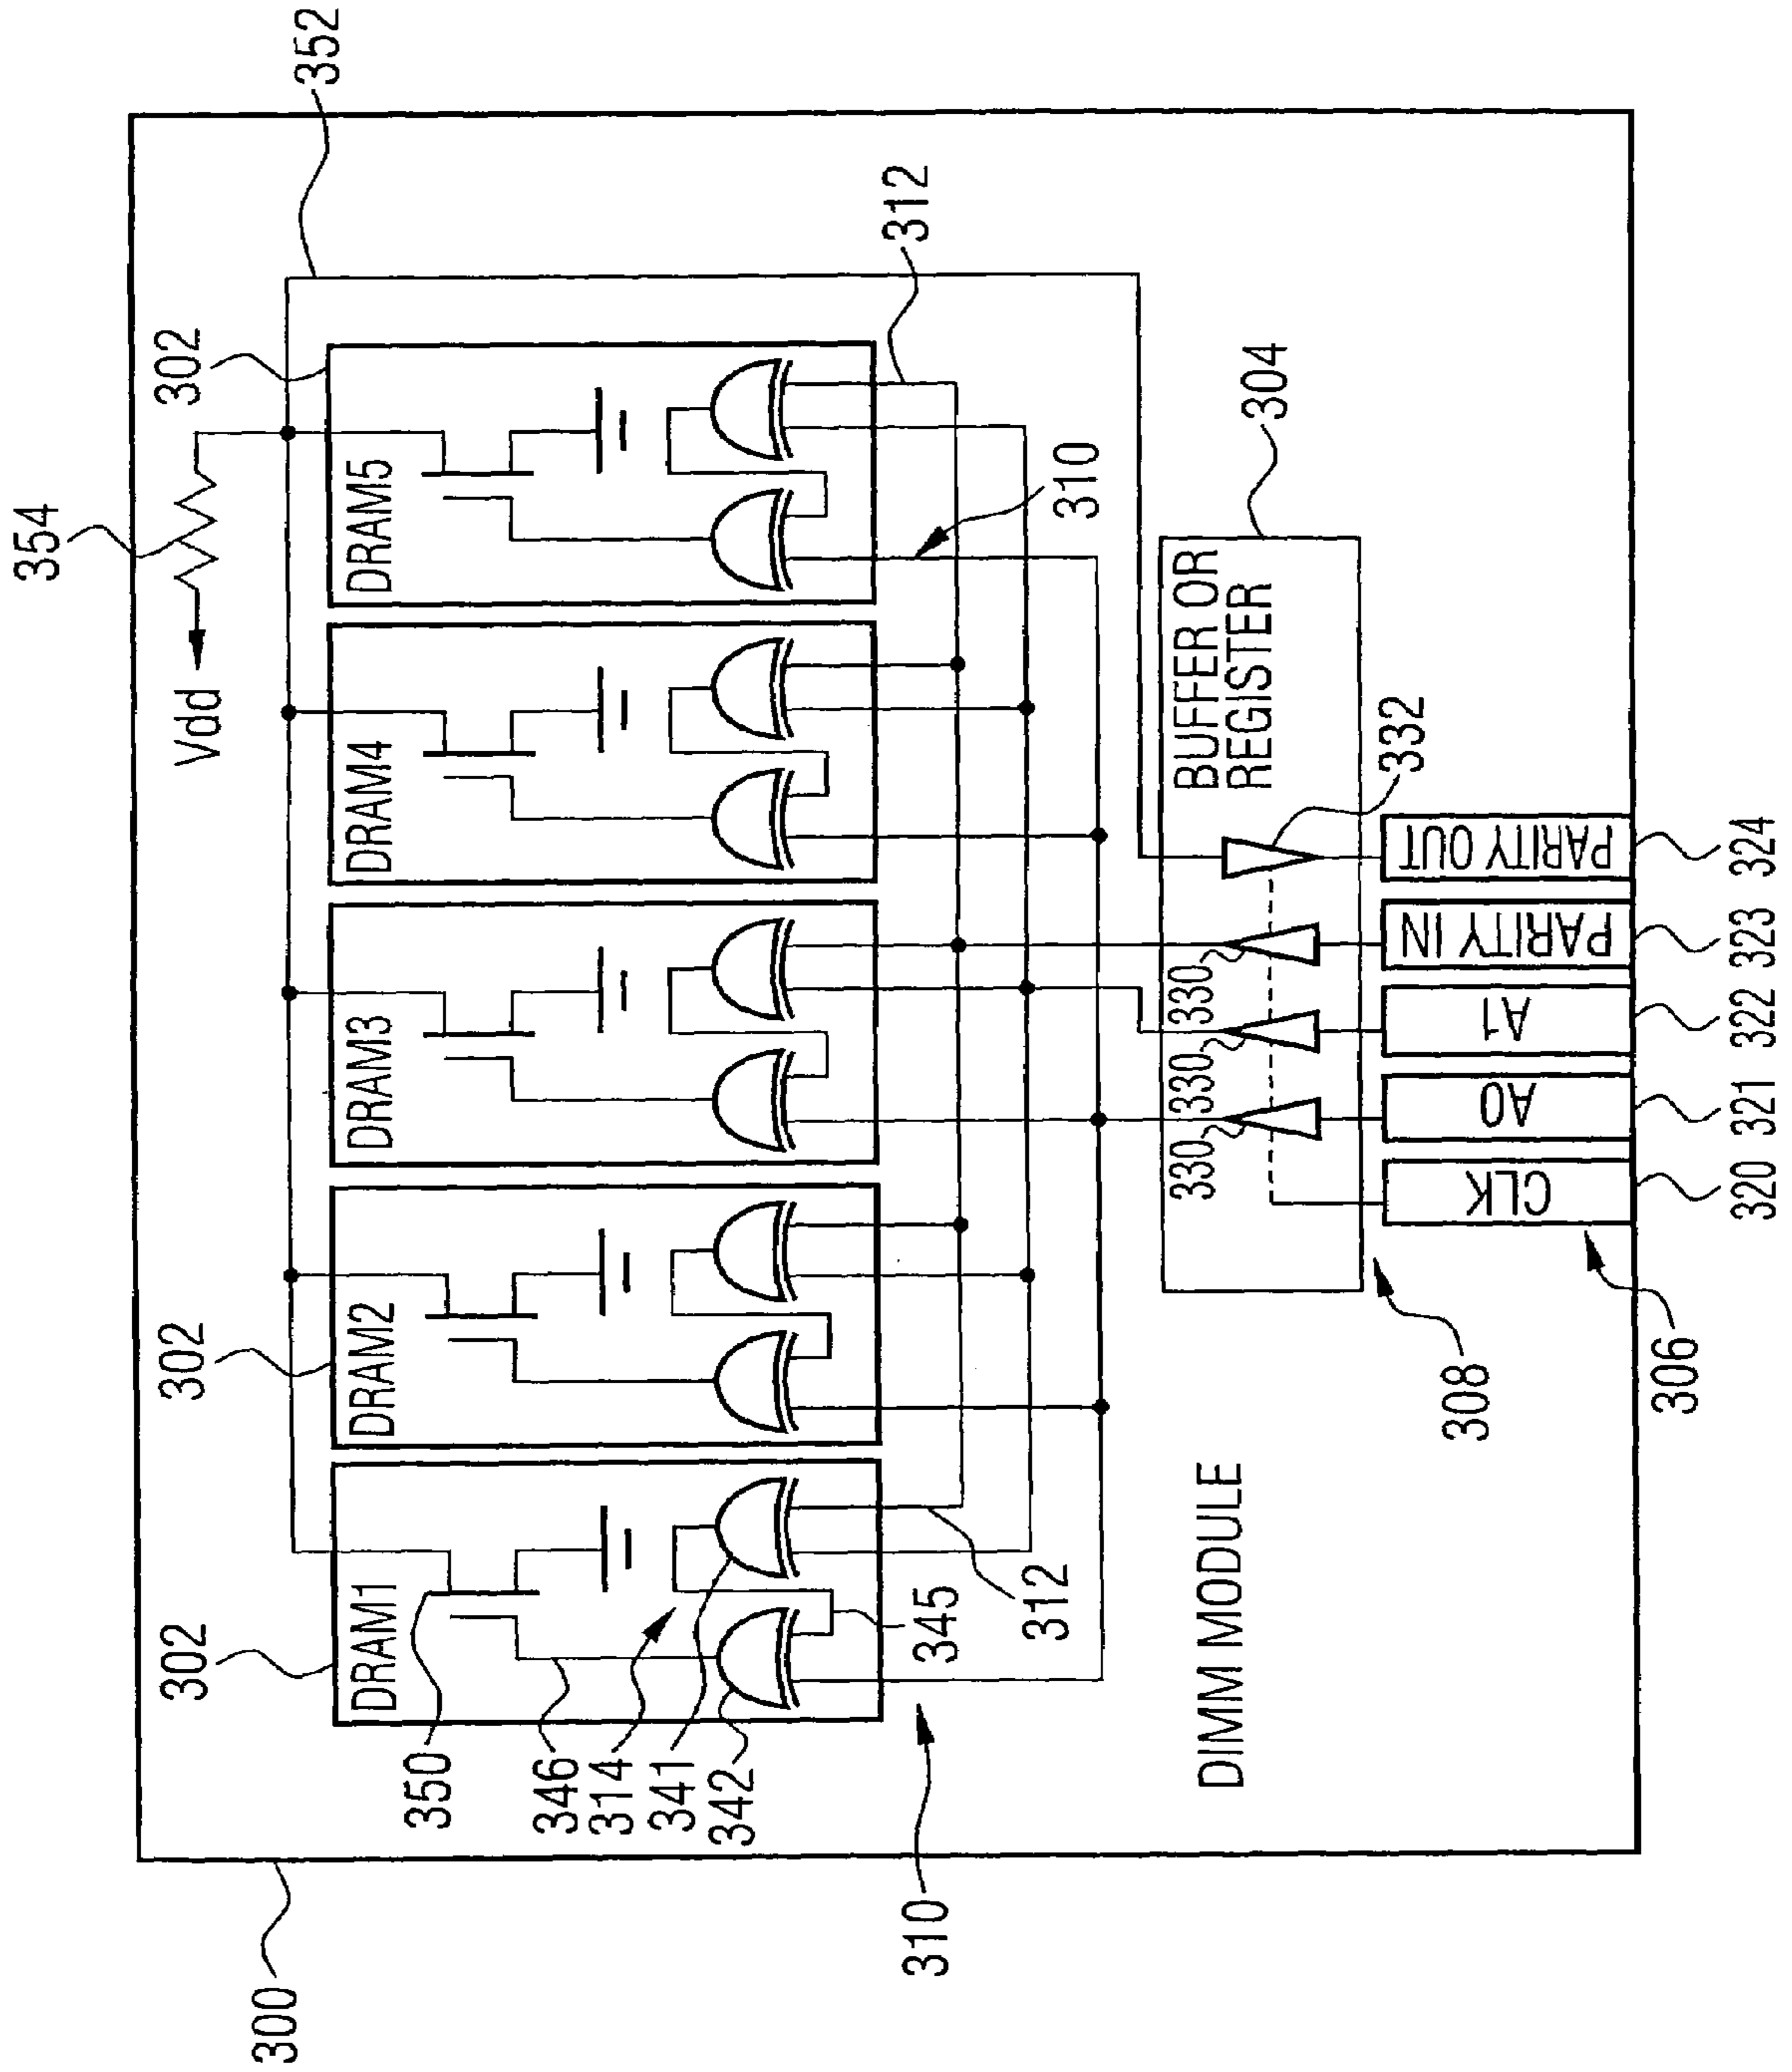 354
352
Vdd
302
302
302
DRAM1
DRAM2
DRAM3
DRAM4
DRAM5
350
346
314
341
342
345
312
312
310
310
300
304
BUFFER OR
REGISTER
332
330
330
330
DIMM MODULE
308
306
CLK
A0
A1
PARITY IN
PARITY OUT
320
321
322
323
324